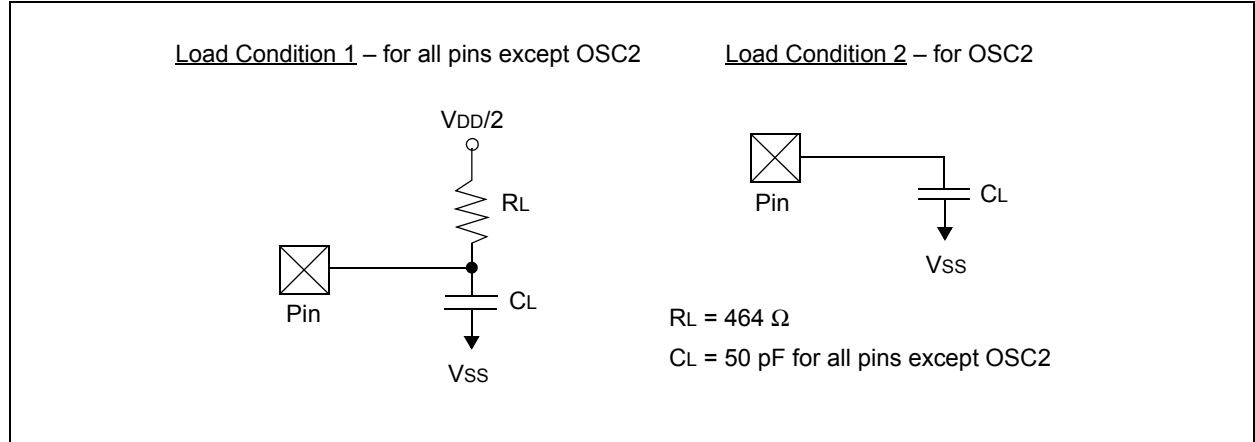 Load Condition 1 – for all pins except OSC2
Load Condition 2 – for OSC2
VDD/2
RL
Pin
CL
VSS
Pin
CL
VSS
RL = 464 Ω
CL = 50 pF for all pins except OSC2